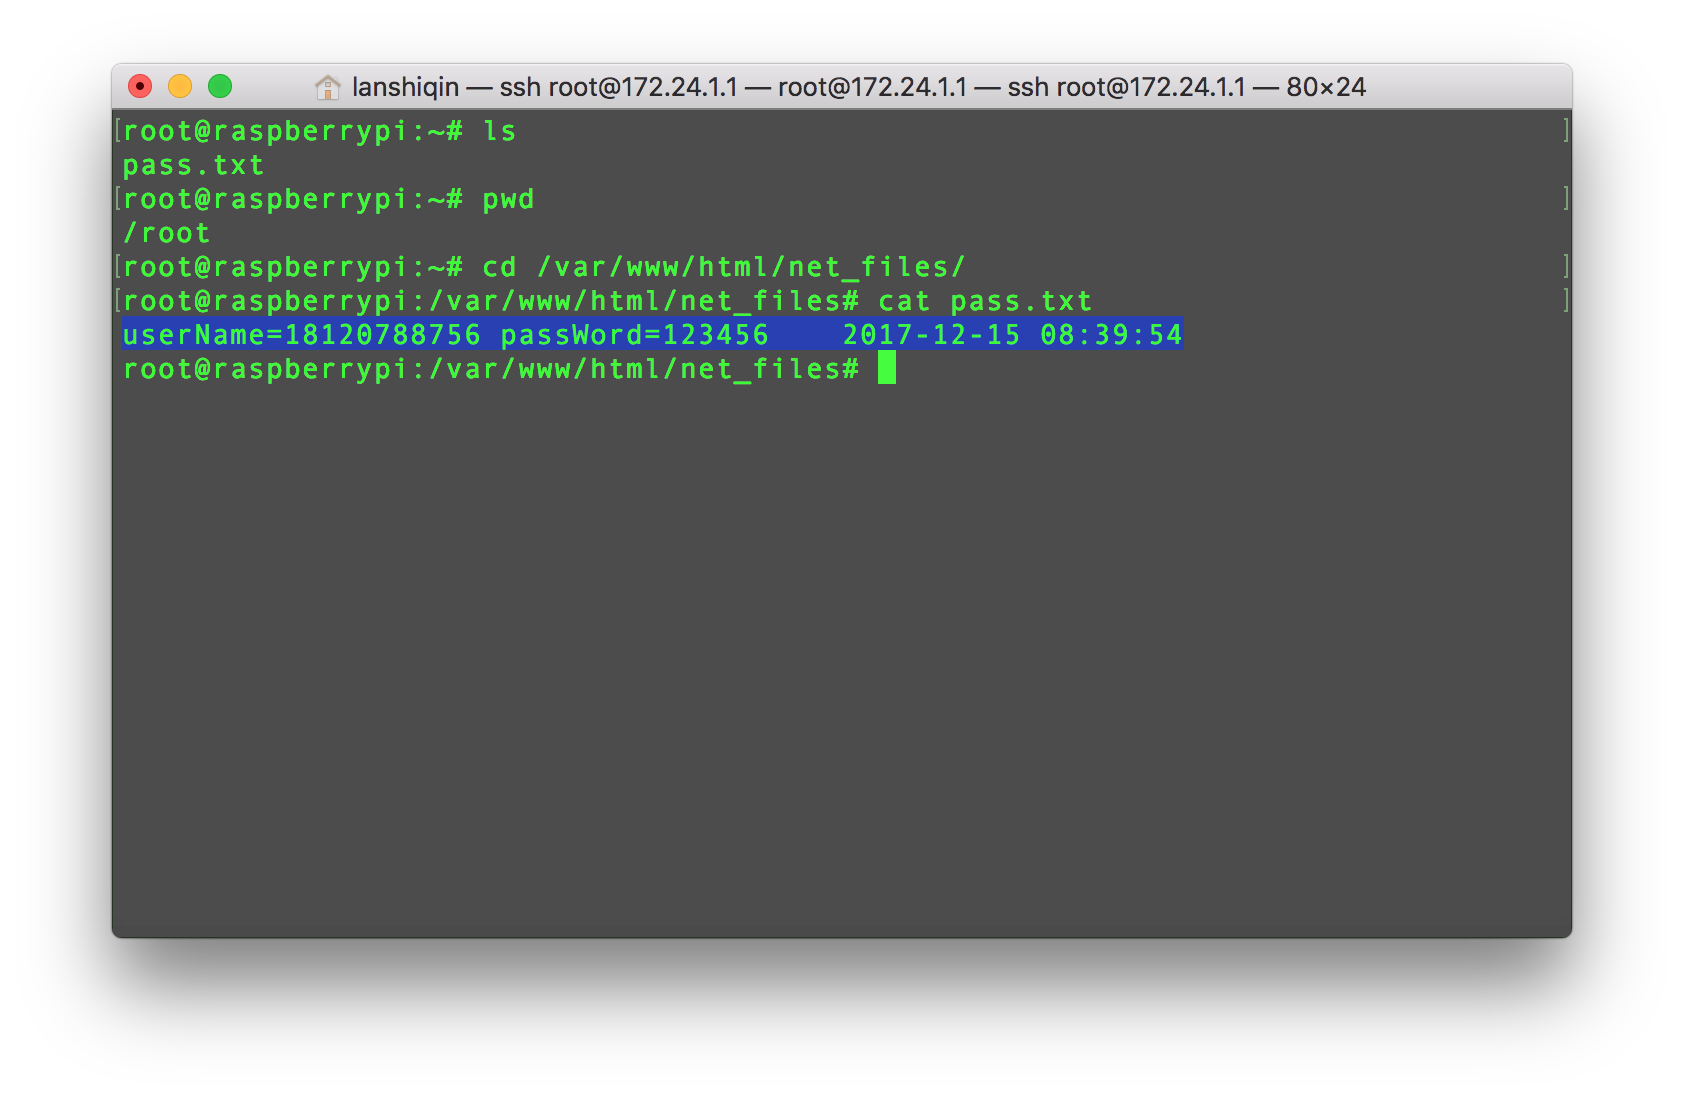 lanshiqin — ssh root@172.24.1.1 — root@172.24.1.1 — ssh root@172.24.1.1 — 80×24
[root@raspberrypi:~# ls ]
pass.txt
[root@raspberrypi:~# pwd ]
/root
[root@raspberrypi:~# cd /var/www/html/net_files/ ]
[root@raspberrypi:/var/www/html/net_files# cat pass.txt ]
userName=18120788756 passWord=123456    2017-12-15 08:39:54
root@raspberrypi:/var/www/html/net_files#